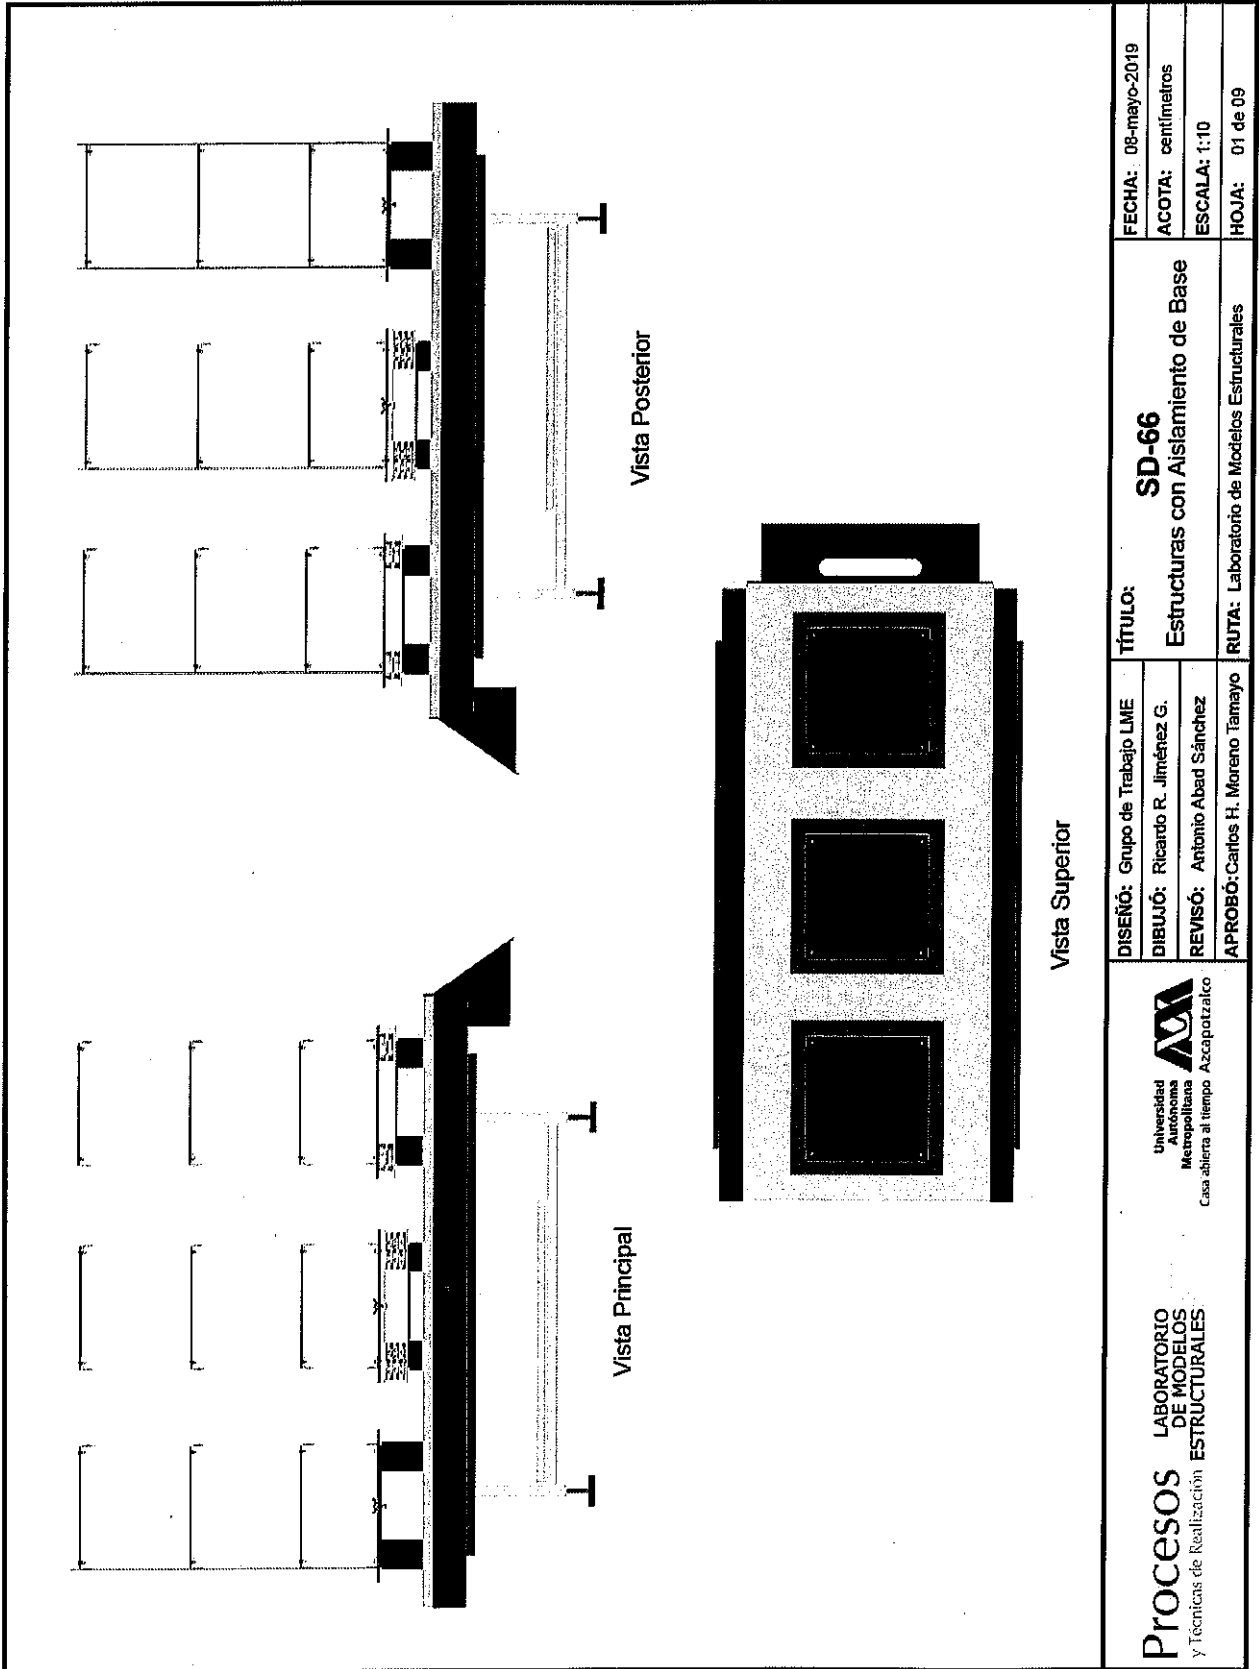 Vista Principal
Vista Posterior
Vista Superior
Procesos
y Técnicas de Realización
LABORATORIO
DE MODELOS
ESTRUCTURALES
Universidad
Autónoma
Metropolitana
Casa abierta al tiempo Azcapotzalco
DISEÑÓ: Grupo de Trabajo LME
DIBUJÓ: Ricardo R. Jiménez G.
REVISÓ: Antonio Abad Sánchez
APROBÓ: Carlos H. Moreno Tamayo
TÍTULO:
SD-66
Estructuras con Aislamiento de Base
RUTA: Laboratorio de Modelos Estructurales
FECHA: 08-mayo-2019
ACOTA: centímetros
ESCALA: 1:10
HOJA: 01 de 09